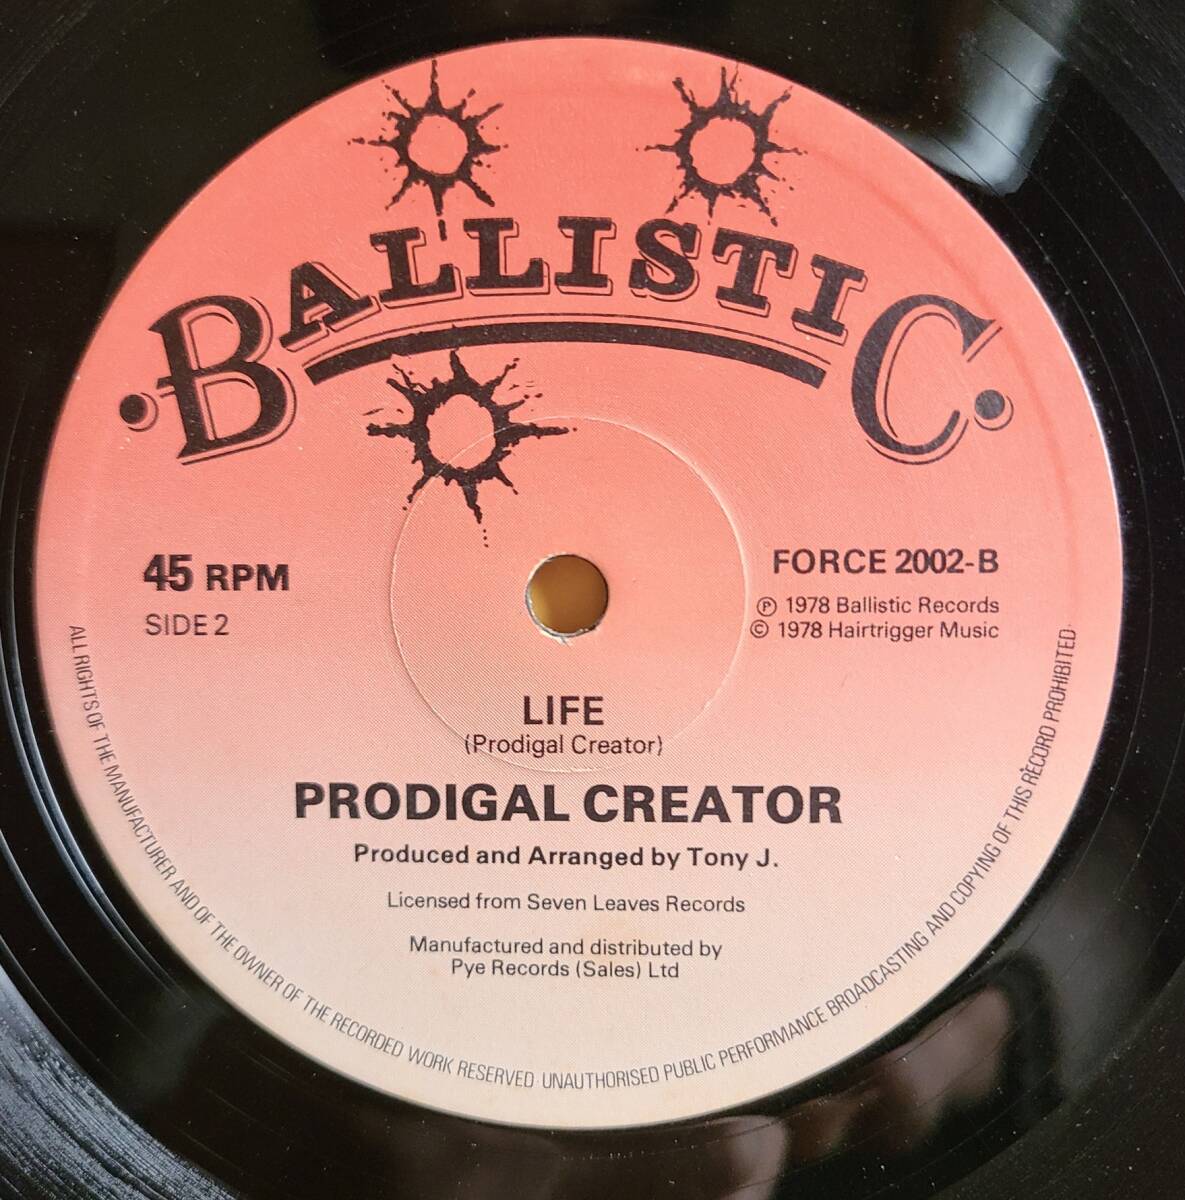 BALLISTIC
45 RPM
SIDE 2
FORCE 2002-B
℗ 1978 Ballistic Records
© 1978 Hairtrigger Music
LIFE
(Prodigal Creator)
PRODIGAL CREATOR
Produced and Arranged by Tony J.
Licensed from Seven Leaves Records
Manufactured and distributed by
Pye Records (Sales) Ltd
ALL RIGHTS OF THE MANUFACTURER AND OF THE OWNER OF THE RECORDED WORK RESERVED UNAUTHORISED PUBLIC PERFORMANCE BROADCASTING AND COPYING OF THIS RECORD PROHIBITED.